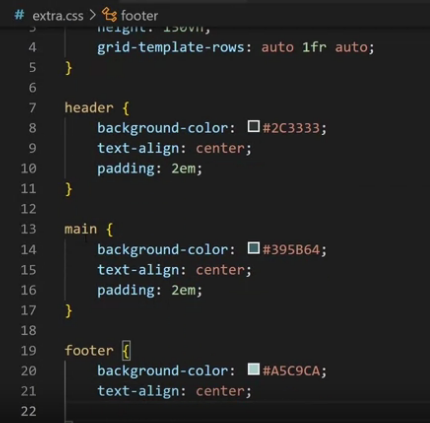 # extra.css > footer
3 height: 150vh;
4 grid-template-rows: auto 1fr auto;
5 }
6
7 header {
8 background-color: #2C3333;
9 text-align: center;
10 padding: 2em;
11 }
12
13 main {
14 background-color: #395B64;
15 text-align: center;
16 padding: 2em;
17 }
18
19 footer {
20 background-color: #A5C9CA;
21 text-align: center;
22